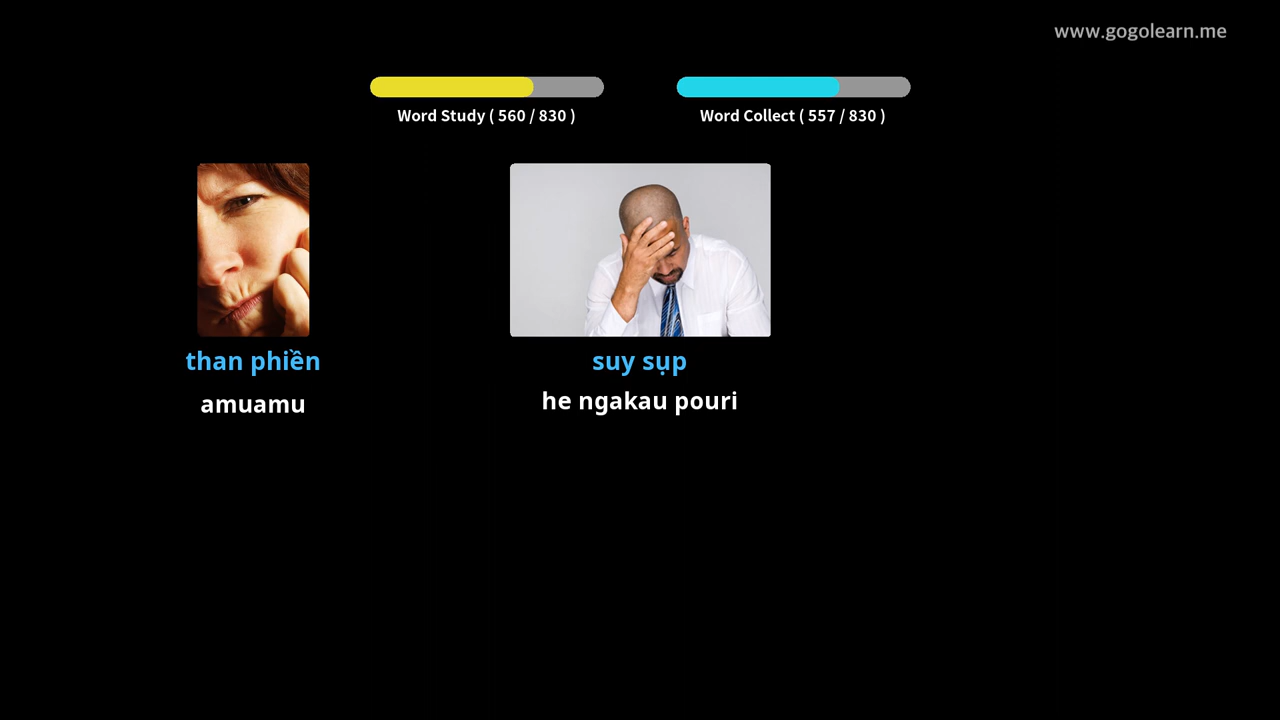 www.gogolearn.me
Word Study ( 560 / 830 )
Word Collect ( 557 / 830 )
than phiền
amuamu
suy sụp
he ngakau pouri